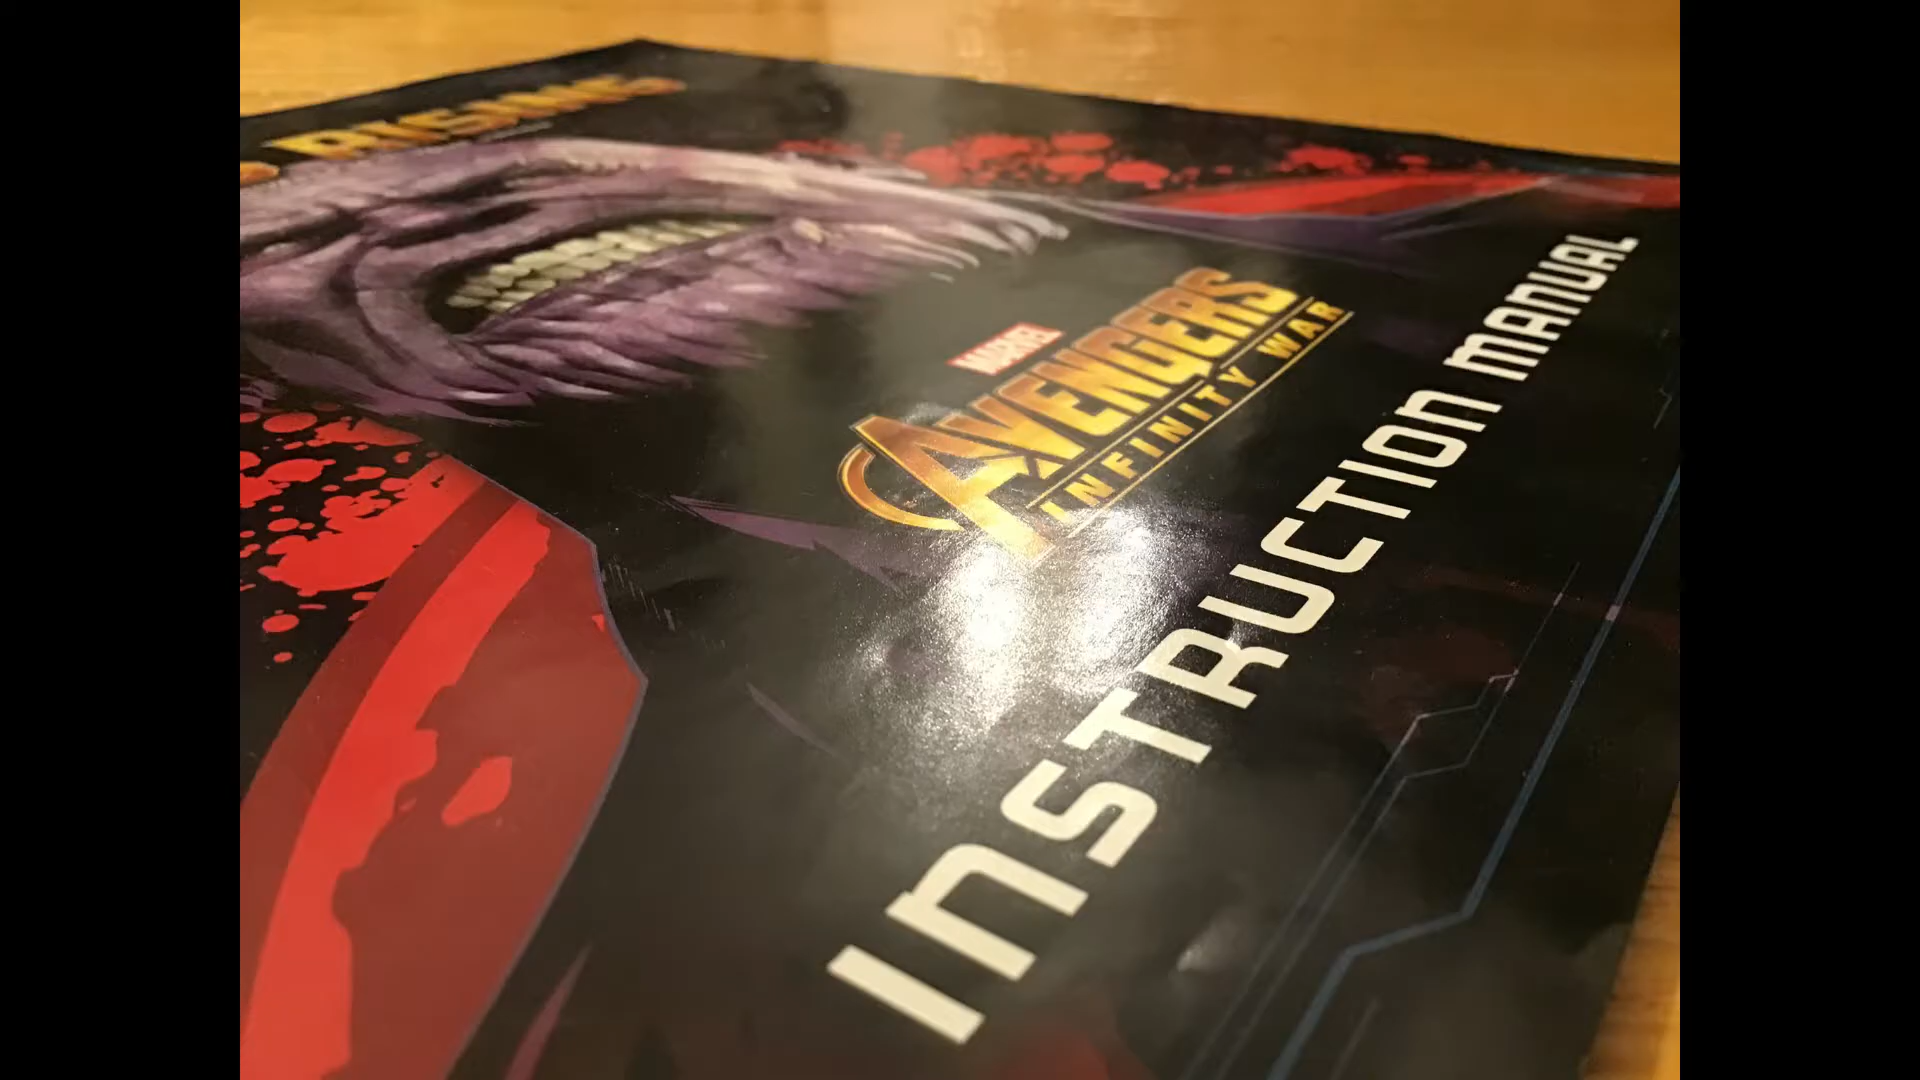 RISING
MARVEL
AVENGERS
INFINITY WAR
INSTRUCTION MANUAL